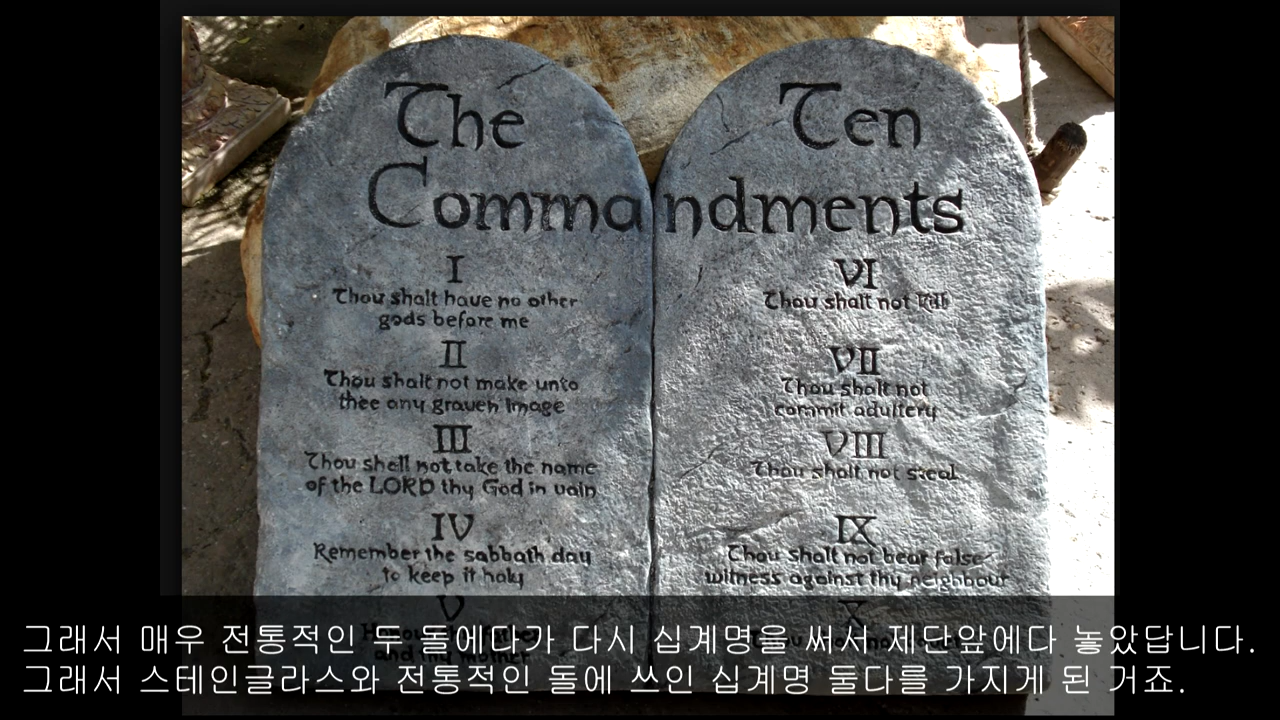 The Ten
Commandments
I
Thou shalt have no other
gods before me
II
Thou shalt not make unto
thee any graven image
III
Thou shall not take the name
of the LORD thy God in vain
IV
Remember the sabbath day
to keep it holy
V
and thy mother
VI
Thou shalt not kill
VII
Thou shalt not
commit adultery
VIII
Thou shalt not steal
IX
Thou shalt not bear false
witness against thy neighbour
X
그래서 매우 전통적인 두 돌에다가 다시 십계명을 써서 제단앞에다 놓았답니다.
그래서 스테인글라스와 전통적인 돌에 쓰인 십계명 둘다를 가지게 된 거죠.